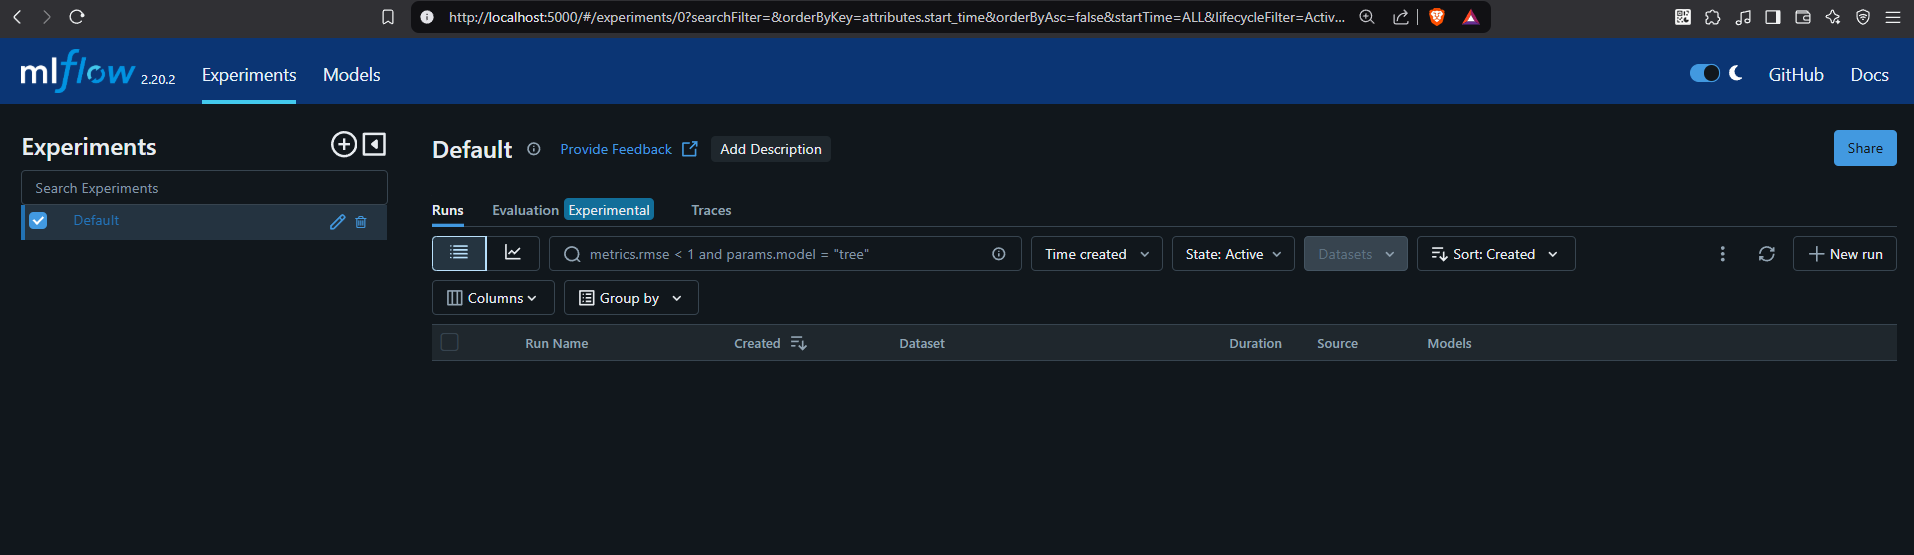 http://localhost:5000/#/experiments/0?searchFilter=&orderByKey=attributes.start_time&orderByAsc=false&startTime=ALL&lifecycleFilter=Activ...
mlflow 2.20.2 Experiments Models GitHub Docs
Experiments
Search Experiments
Default
Default Provide Feedback Add Description Share
Runs Evaluation Experimental Traces
metrics.rmse < 1 and params.model = "tree" Time created State: Active Datasets Sort: Created New run
Columns Group by
Run Name Created Dataset Duration Source Models